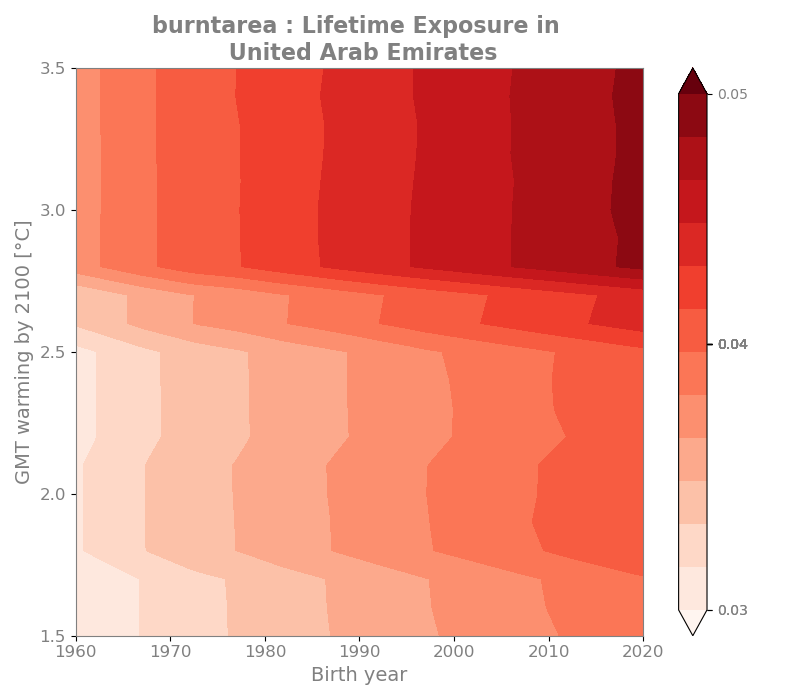 burntarea : Lifetime Exposure in
United Arab Emirates
3.5
3.0
2.5
2.0
1.5
GMT warming by 2100 [°C]
1960 1970 1980 1990 2000 2010 2020
Birth year
0.05
0.04
0.03